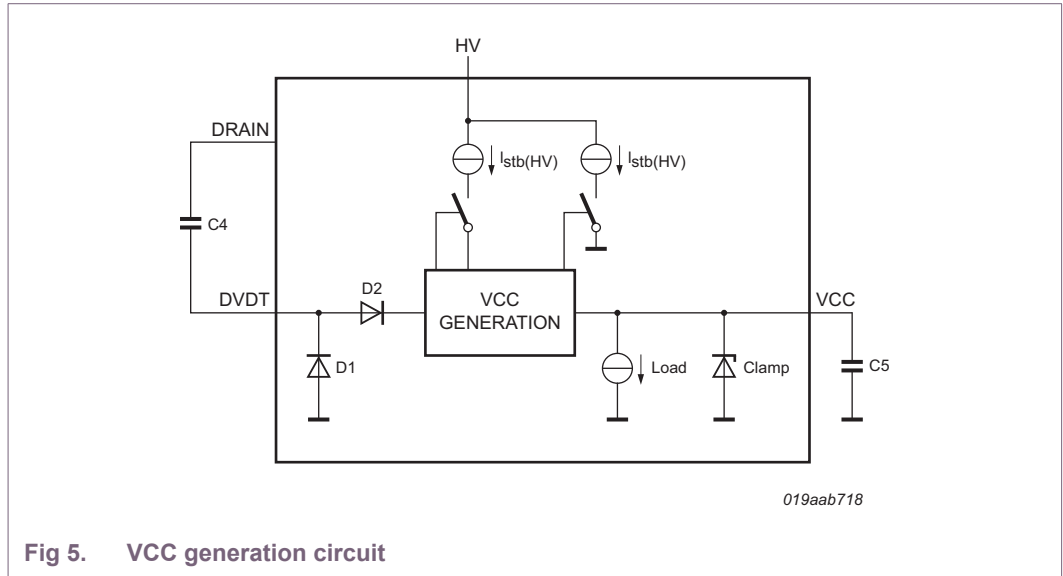 HV
DRAIN
Istb(HV)
Istb(HV)
C4
DVDT
D2
VCC
GENERATION
VCC
D1
Load
Clamp
C5
019aab718
Fig 5. VCC generation circuit